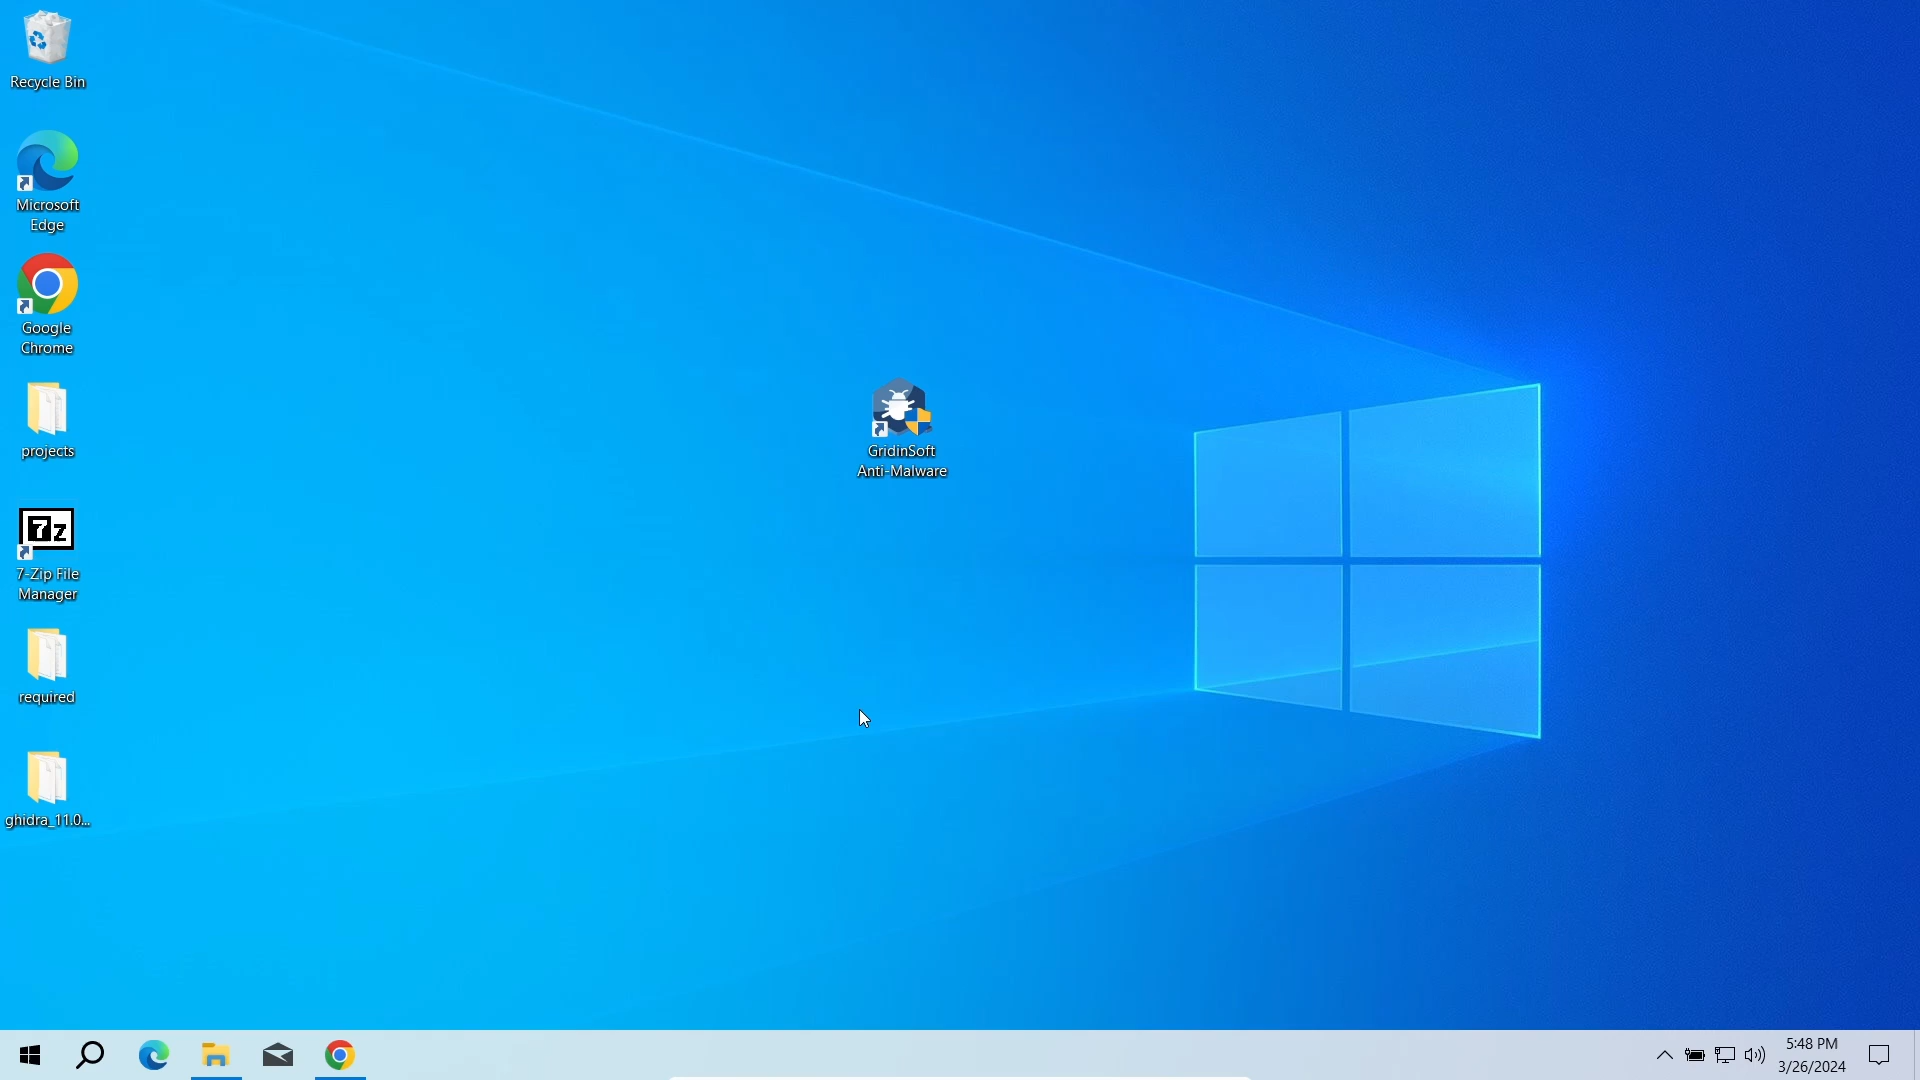 Recycle Bin
Microsoft
Edge
Google
Chrome
projects
7z
7-Zip File
Manager
required
ghidra_11.0...
GridinSoft
Anti-Malware
5:48 PM
3/26/2024